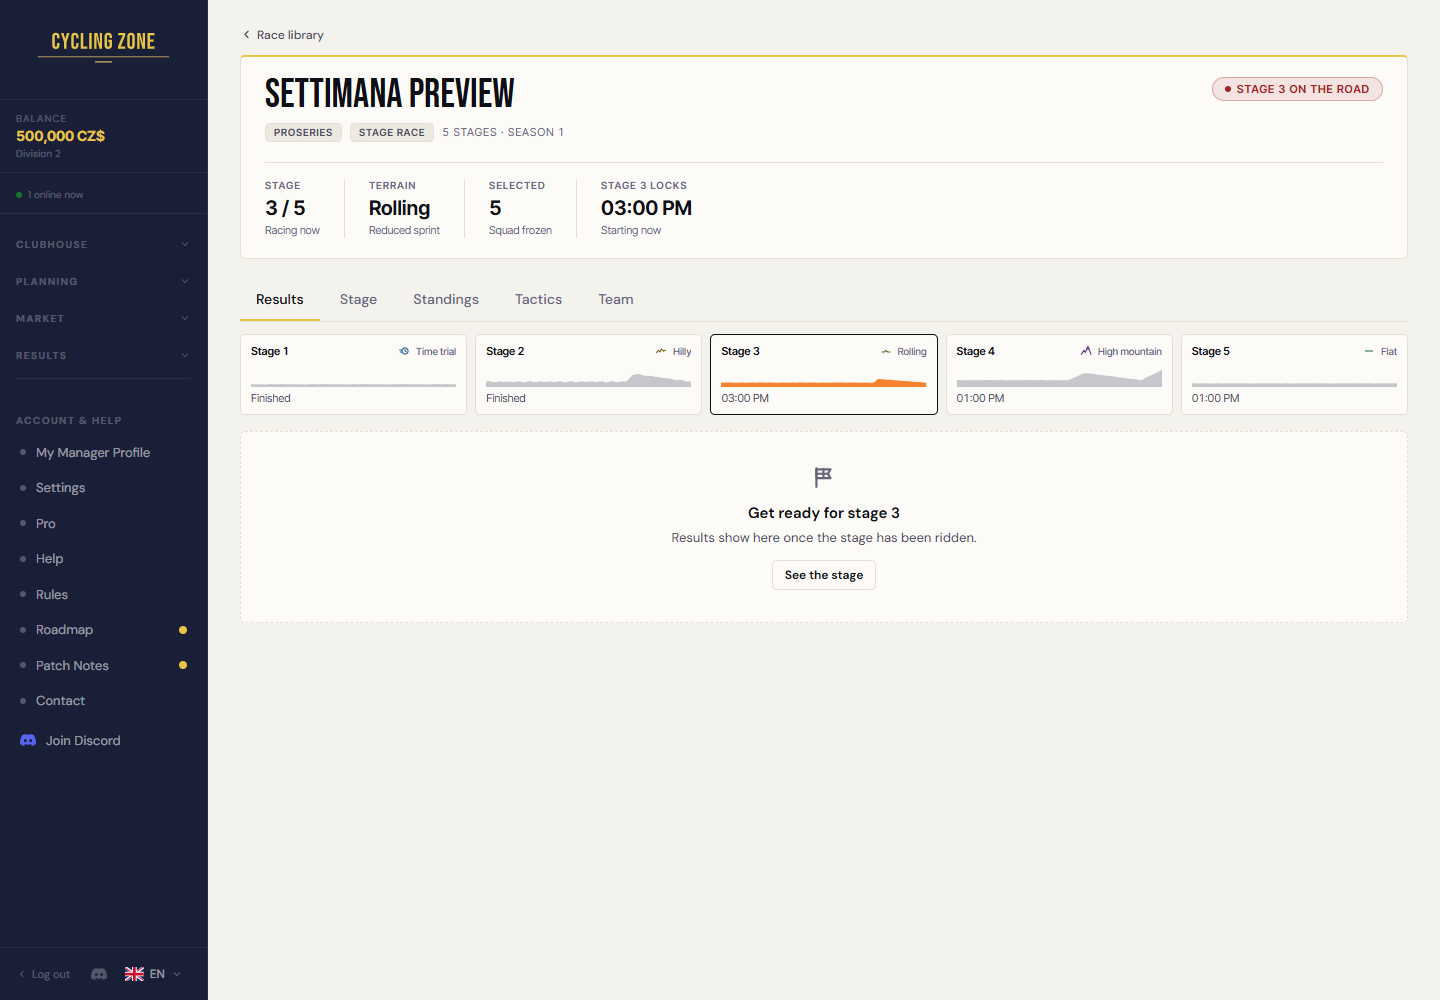 CYCLING ZONE
BALANCE
500,000 CZ$
Division 2
1 online now
CLUBHOUSE
PLANNING
MARKET
RESULTS
ACCOUNT & HELP
My Manager Profile
Settings
Pro
Help
Rules
Roadmap
Patch Notes
Contact
Join Discord
Log out
EN
Race library
SETTIMANA PREVIEW
STAGE 3 ON THE ROAD
PROSERIES STAGE RACE 5 STAGES · SEASON 1
STAGE
3 / 5
Racing now
TERRAIN
Rolling
Reduced sprint
SELECTED
5
Squad frozen
STAGE 3 LOCKS
03:00 PM
Starting now
Results Stage Standings Tactics Team
Stage 1 Time trial
Finished
Stage 2 Hilly
Finished
Stage 3 Rolling
03:00 PM
Stage 4 High mountain
01:00 PM
Stage 5 Flat
01:00 PM
Get ready for stage 3
Results show here once the stage has been ridden.
See the stage